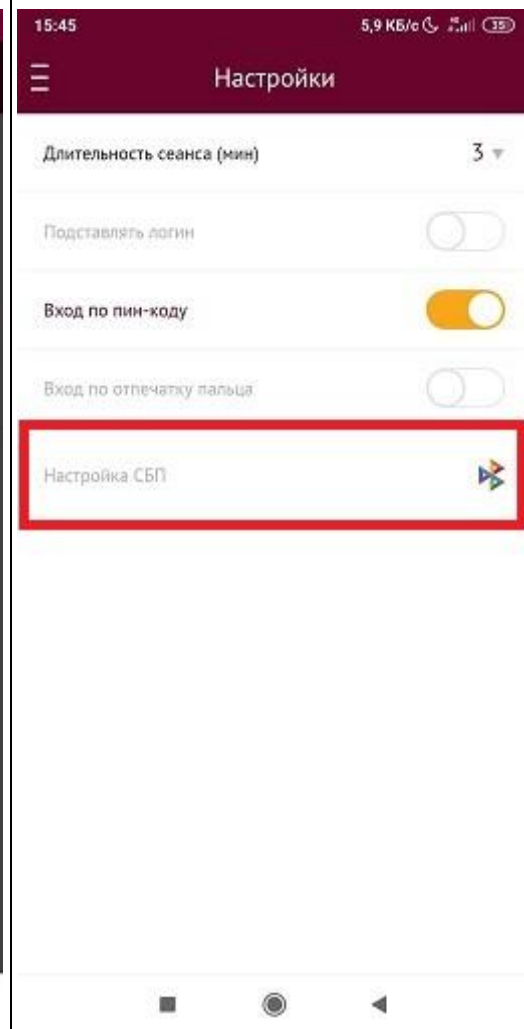 15:45 5,9 КБ/с 35
Настройки
Длительность сеанса (мин) 3
Подставлять логин
Вход по пин-коду
Вход по отпечатку пальца
Настройка СБП